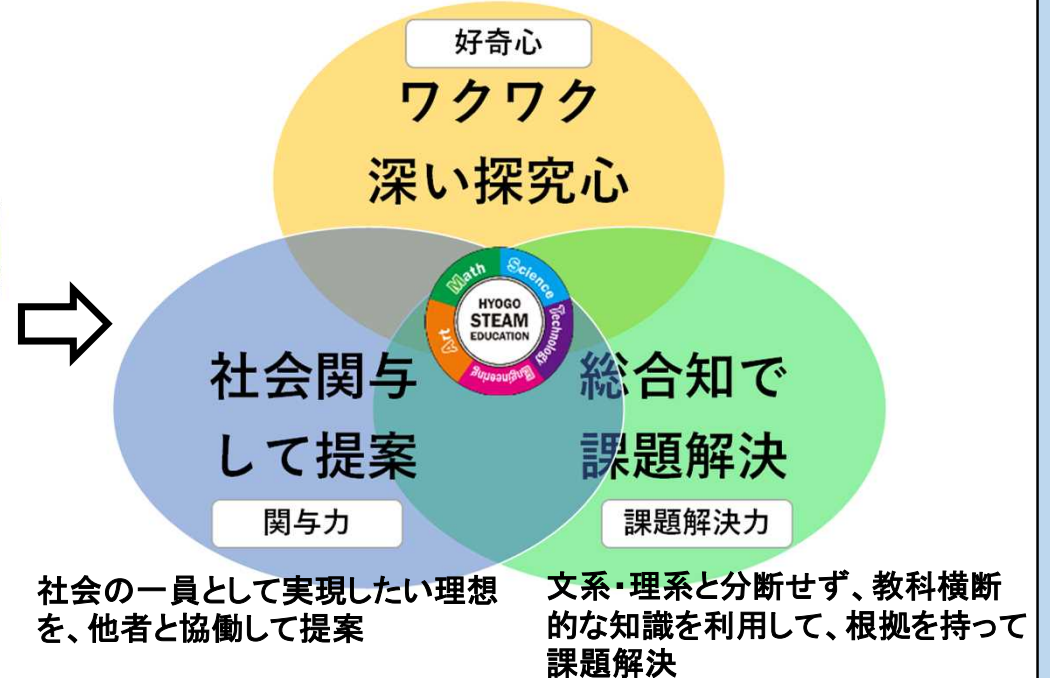 好奇心
ワクワク
深い探究心
Math
Science
Technology
Engineering
Art
HYOGO
STEAM
EDUCATION
社会関与
して提案
関与力
総合知で
課題解決
課題解決力
社会の一員として実現したい理想
を、他者と協働して提案
文系・理系と分断せず、教科横断
的な知識を利用して、根拠を持って
課題解決